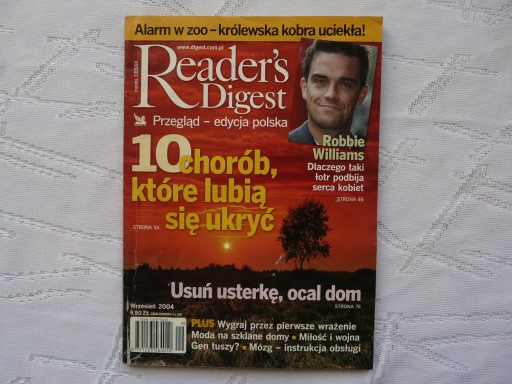 Alarm w zoo – królewska kobra uciekła!
www.digest.com.pl
Reader's
Digest
Przegląd – edycja polska
Robbie
Williams
Dlaczego taki
łotr podbija
serca kobiet
STRONA 46
10 chorób,
które lubią
się ukryć
STRONA 54
Usuń usterkę, ocal dom
STRONA 76
Wrzesień 2004
6.90 ZŁ
PLUS Wygraj przez pierwsze wrażenie
Moda na szklane domy • Miłość i wojna
Gen tuszy? • Mózg – instrukcja obsługi